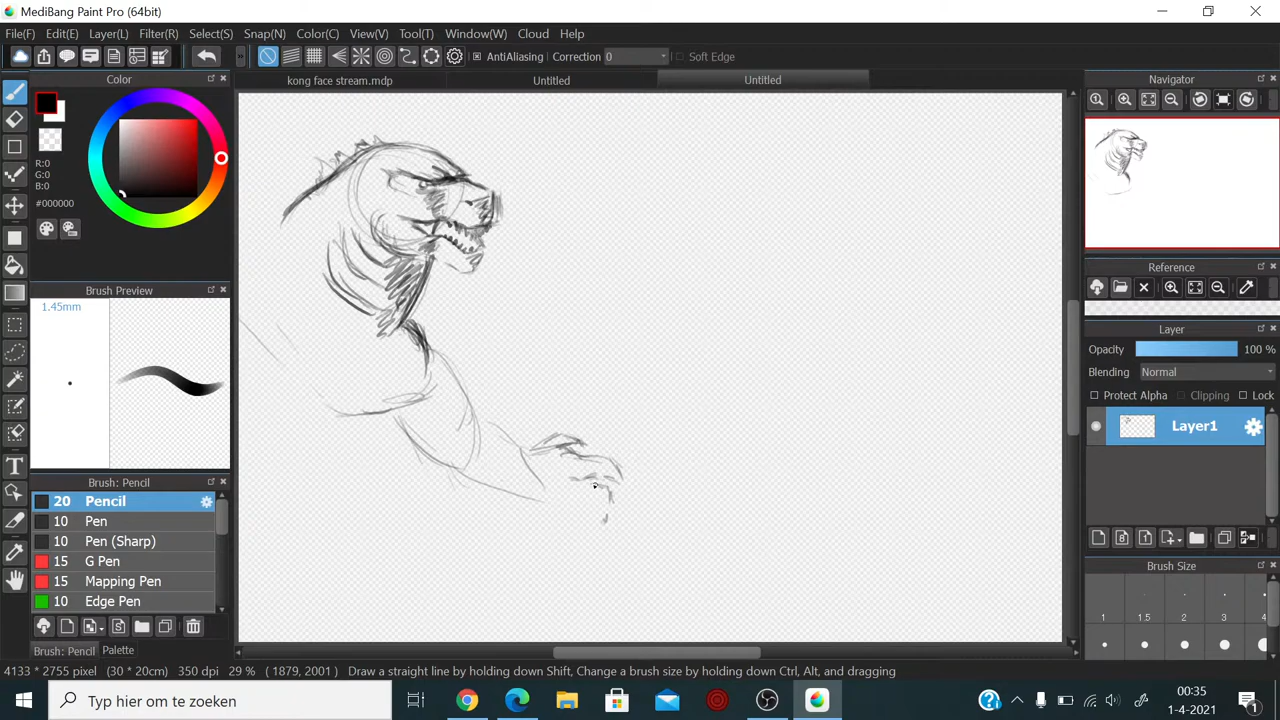 MediBang Paint Pro (64bit)
File(F) Edit(E) Layer(L) Filter(R) Select(S) Snap(N) Color(C) View(V) Tool(T) Window(W) Cloud Help
AntiAliasing Correction 0 Soft Edge
Color
kong face stream.mdp Untitled Untitled
Navigator
R:0
G:0
B:0
#000000
Brush Preview
1.45mm
Reference
Layer
Opacity 100 %
Blending Normal
Protect Alpha Clipping Lock
Layer1
Brush: Pencil
20 Pencil
10 Pen
10 Pen (Sharp)
15 G Pen
15 Mapping Pen
10 Edge Pen
Brush: Pencil Palette
Brush Size
1 1.5 2 3 4
4133 * 2755 pixel (30 * 20cm) 350 dpi 29 % ( 1879, 2001 ) Draw a straight line by holding down Shift, Change a brush size by holding down Ctrl, Alt, and dragging
Typ hier om te zoeken
00:35
1-4-2021